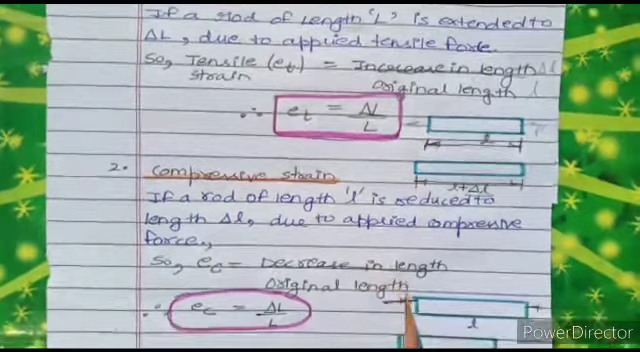 If a rod of length 'L' is extended to
ΔL, due to applied tensile force.
So, Tensile (et) = Increase in length Δl
strain Original length l
∴ et = Δl
L
l
l+Δl
2. Compressive strain
If a rod of length 'l' is reduced to
length Δl, due to applied compresive
force.,
So, ec = Decrease in length
Original length
∴ ec = ΔL
L
l
PowerDirector